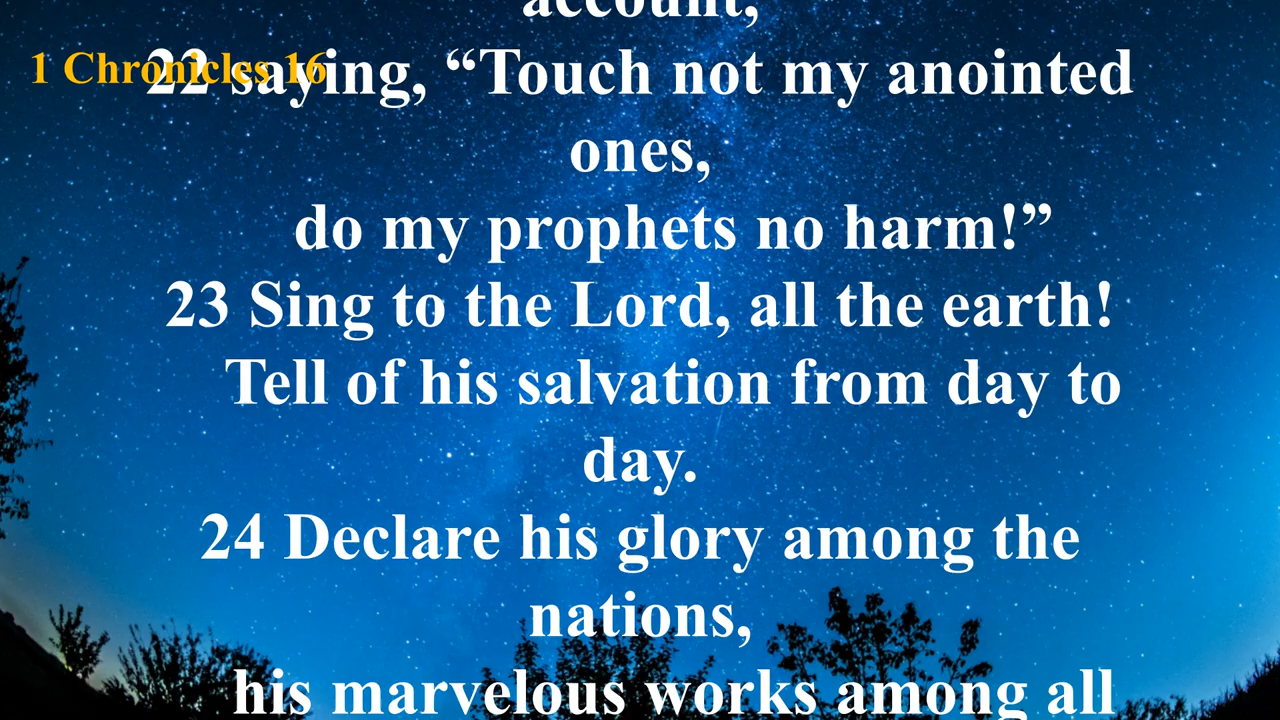 account,
1 Chronicles 16
22 saying, “Touch not my anointed
ones,
do my prophets no harm!”
23 Sing to the Lord, all the earth!
Tell of his salvation from day to
day.
24 Declare his glory among the
nations,
his marvelous works among all